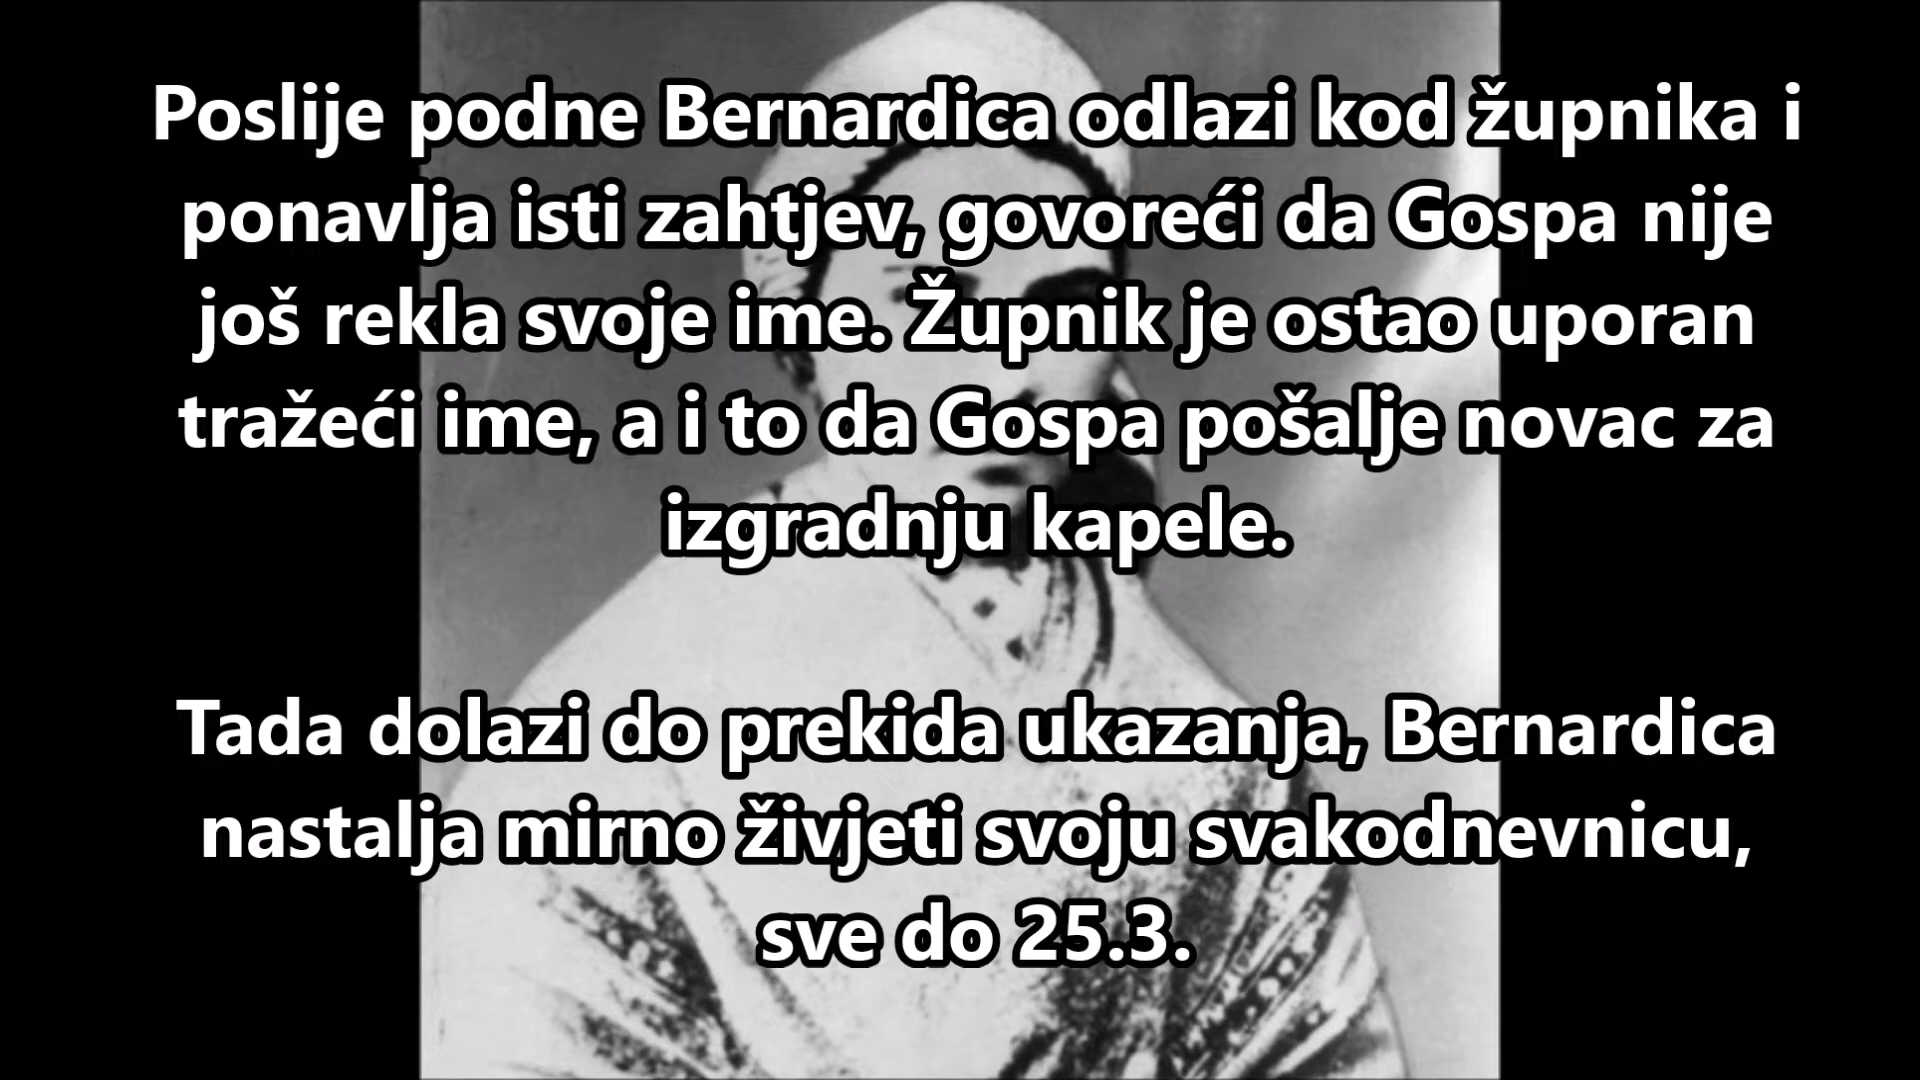 Poslije podne Bernardica odlazi kod župnika i
ponavlja isti zahtjev, govoreći da Gospa nije
još rekla svoje ime. Župnik je ostao uporan
tražeći ime, a i to da Gospa pošalje novac za
izgradnju kapele.
Tada dolazi do prekida ukazanja, Bernardica
nastalja mirno živjeti svoju svakodnevnicu,
sve do 25.3.